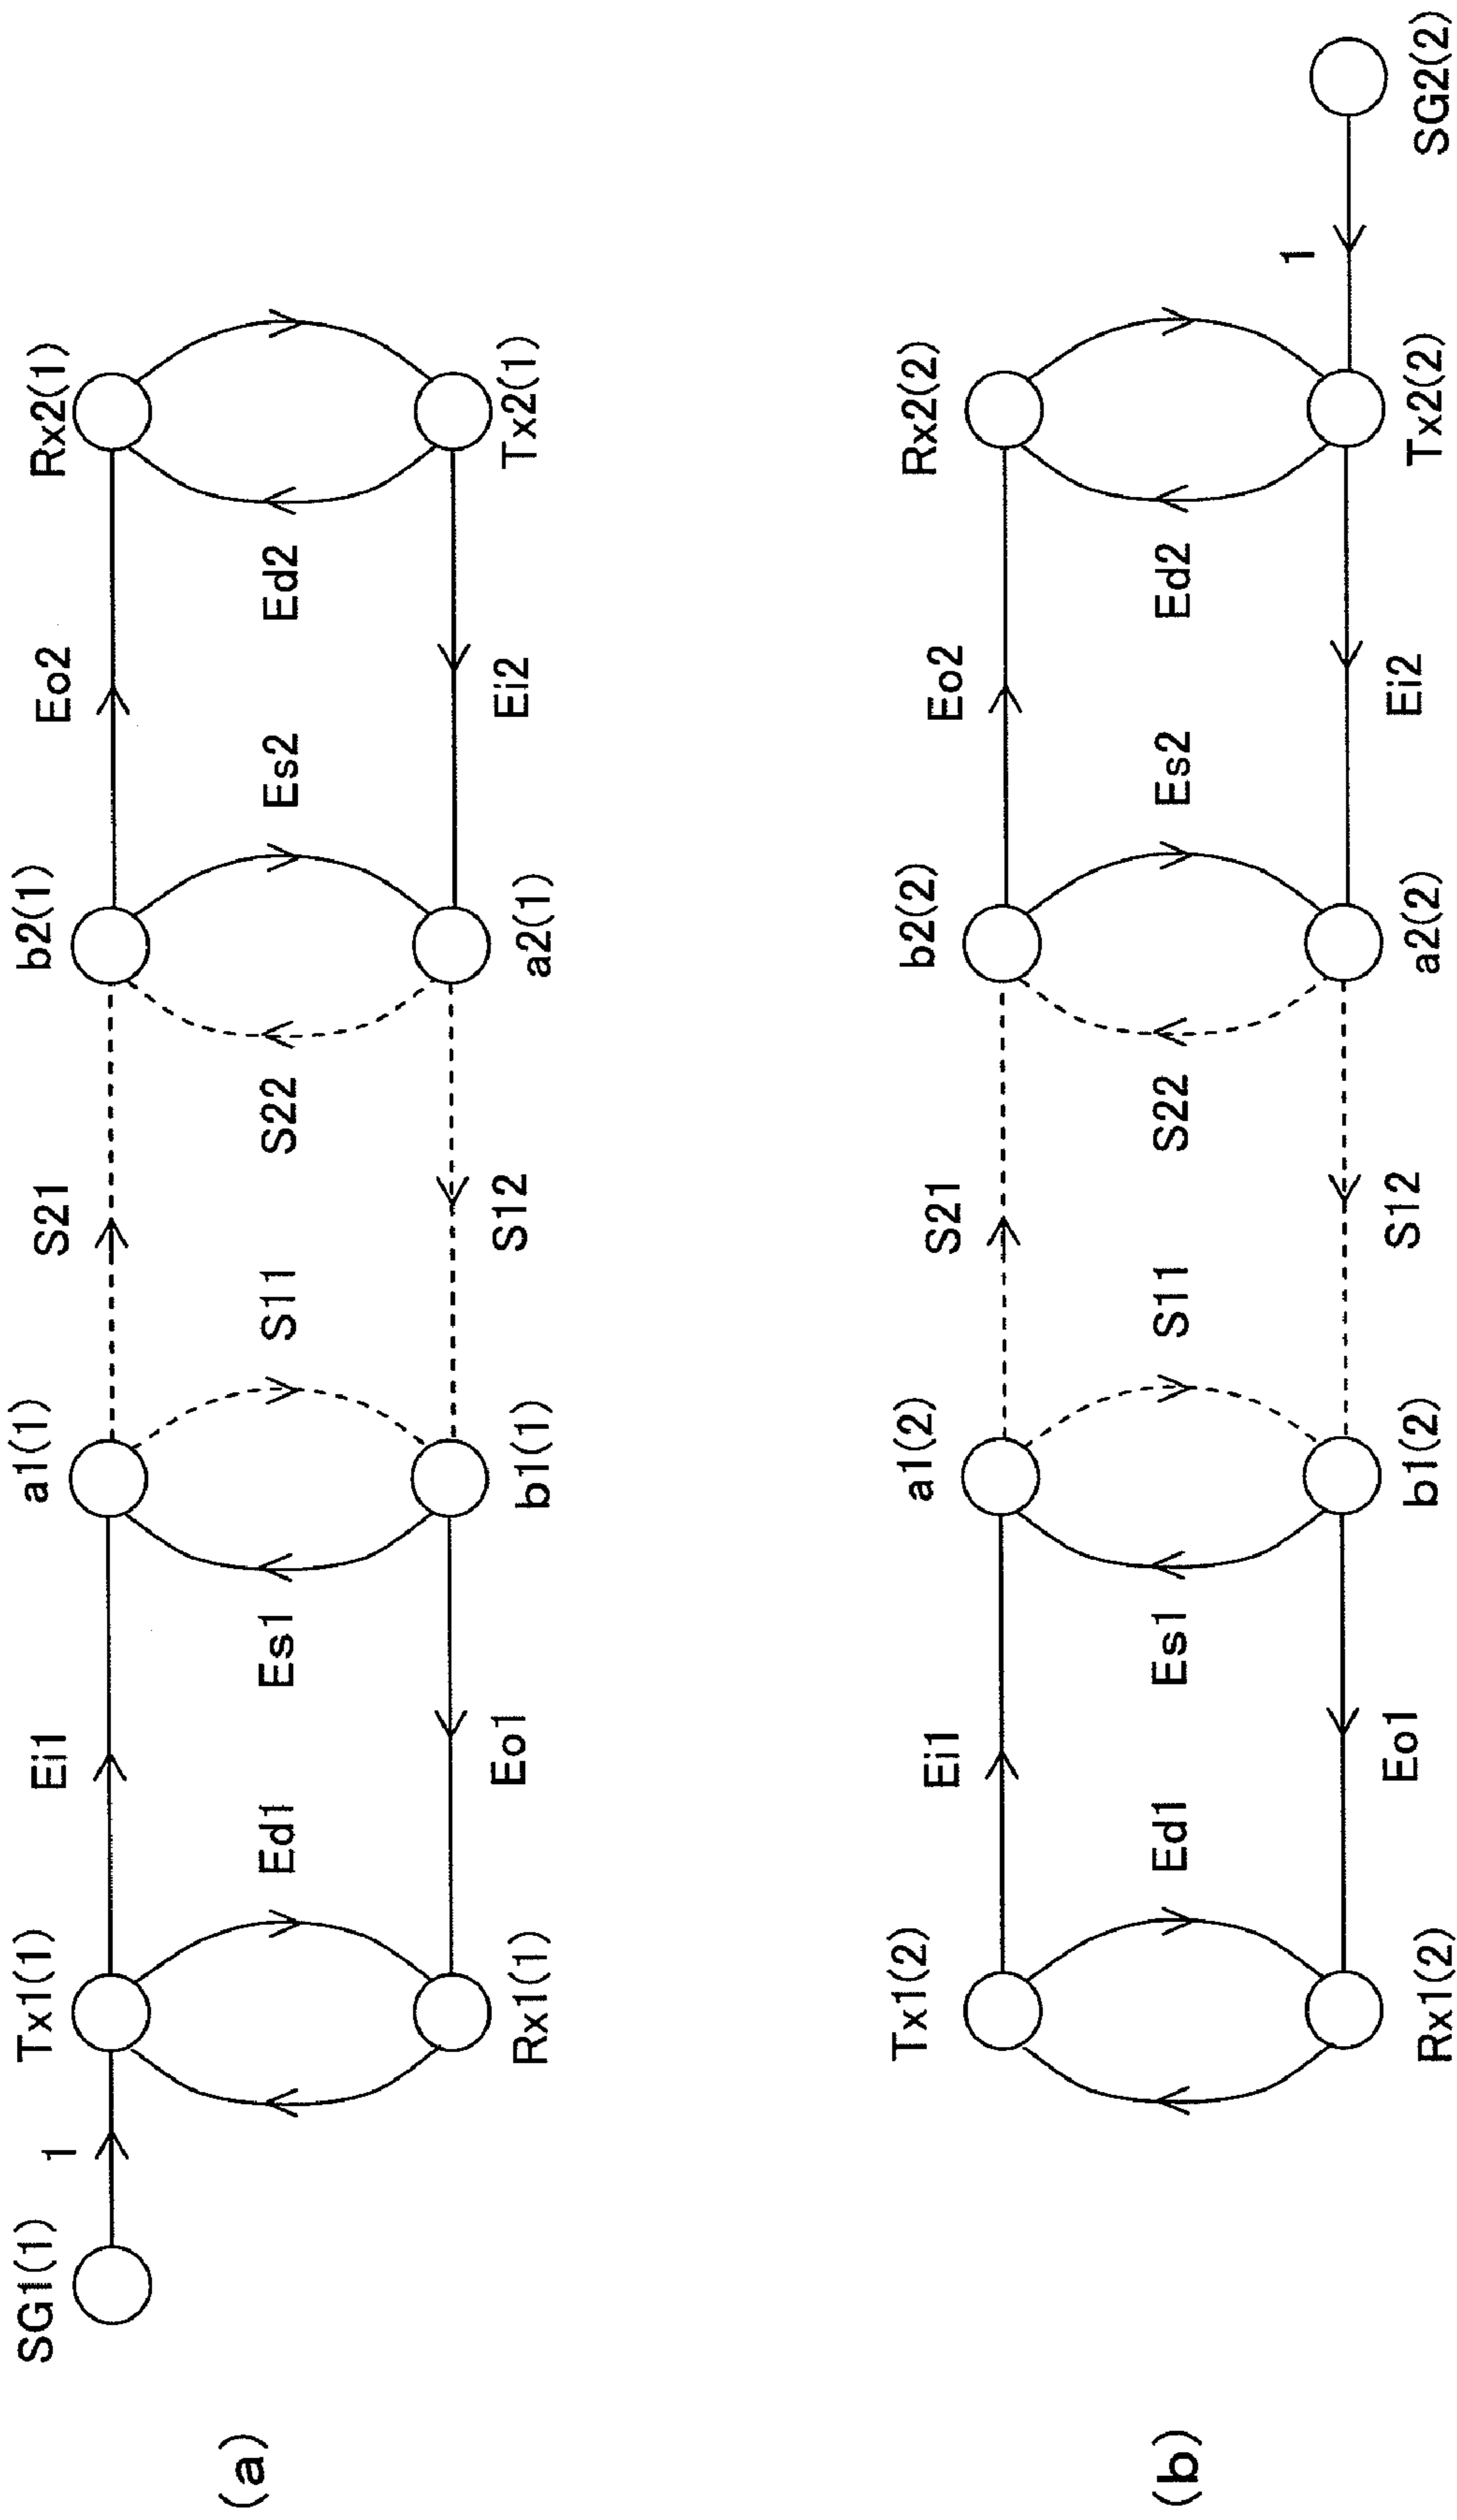 (a)
SG1(1)
1
Tx1(1)
Ei1
a1(1)
S21
b2(1)
Eo2
Rx2(1)
Ed1
Es1
S11
S22
Es2
Ed2
Rx1(1)
Eo1
b1(1)
S12
a2(1)
Ei2
Tx2(1)
(b)
Tx1(2)
Ei1
a1(2)
S21
b2(2)
Eo2
Rx2(2)
Ed1
Es1
S11
S22
Es2
Ed2
1
Rx1(2)
Eo1
b1(2)
S12
a2(2)
Ei2
Tx2(2)
SG2(2)